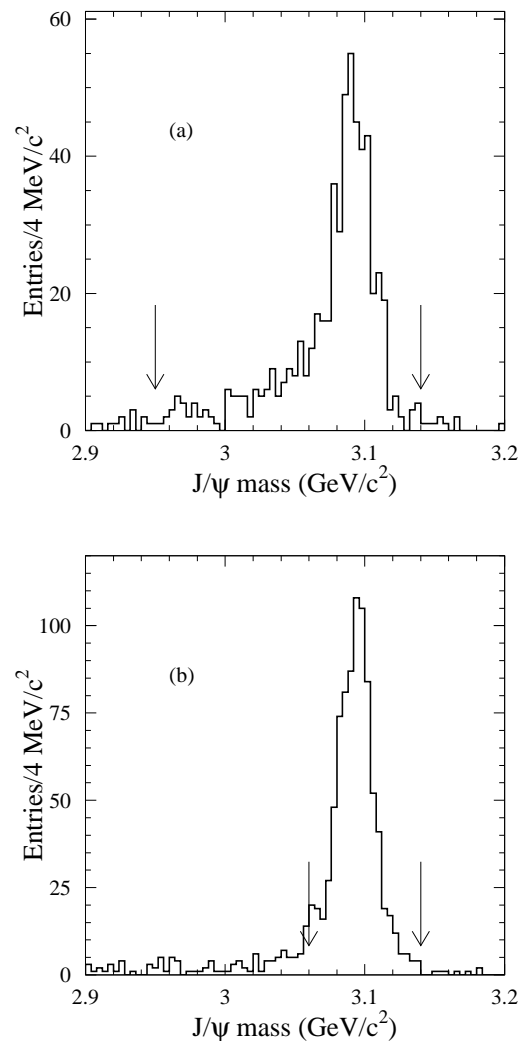 60
40
20
0
Entries/4 MeV/c²
(a)
2.9 3 3.1 3.2
J/ψ mass (GeV/c²)
100
75
50
25
0
Entries/4 MeV/c²
(b)
2.9 3 3.1 3.2
J/ψ mass (GeV/c²)